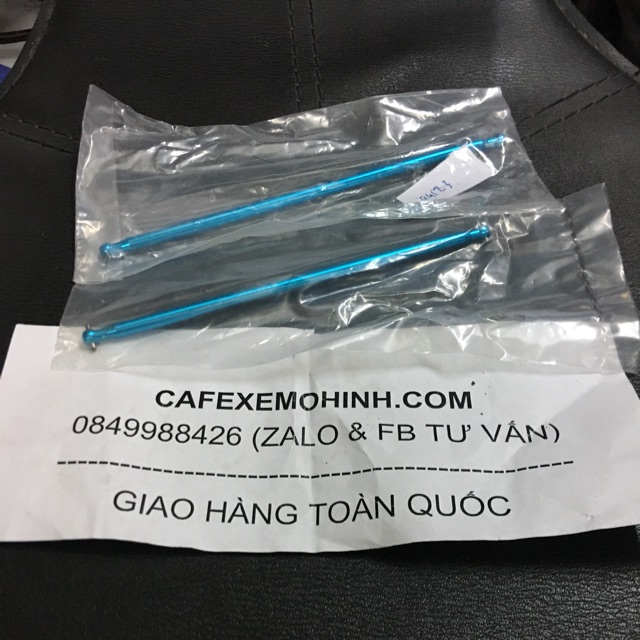 CAFEXEMOHINH.COM
0849988426 (ZALO & FB TƯ VẤN)
GIAO HÀNG TOÀN QUỐC